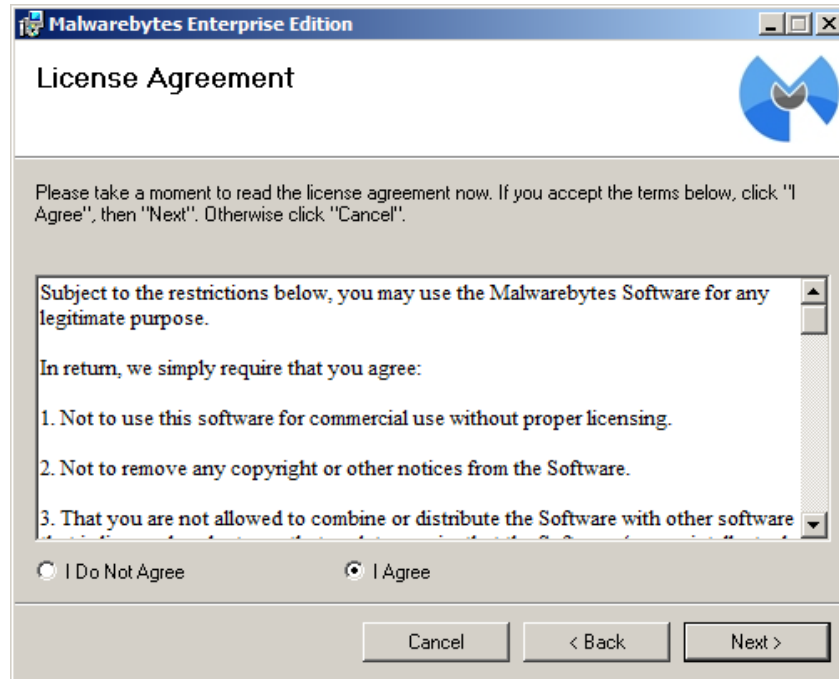 Malwarebytes Enterprise Edition
License Agreement
Please take a moment to read the license agreement now. If you accept the terms below, click "I
Agree", then "Next". Otherwise click "Cancel".
Subject to the restrictions below, you may use the Malwarebytes Software for any
legitimate purpose.
In return, we simply require that you agree:
1. Not to use this software for commercial use without proper licensing.
2. Not to remove any copyright or other notices from the Software.
3. That you are not allowed to combine or distribute the Software with other software
I Do Not Agree
I Agree
Cancel
< Back
Next >